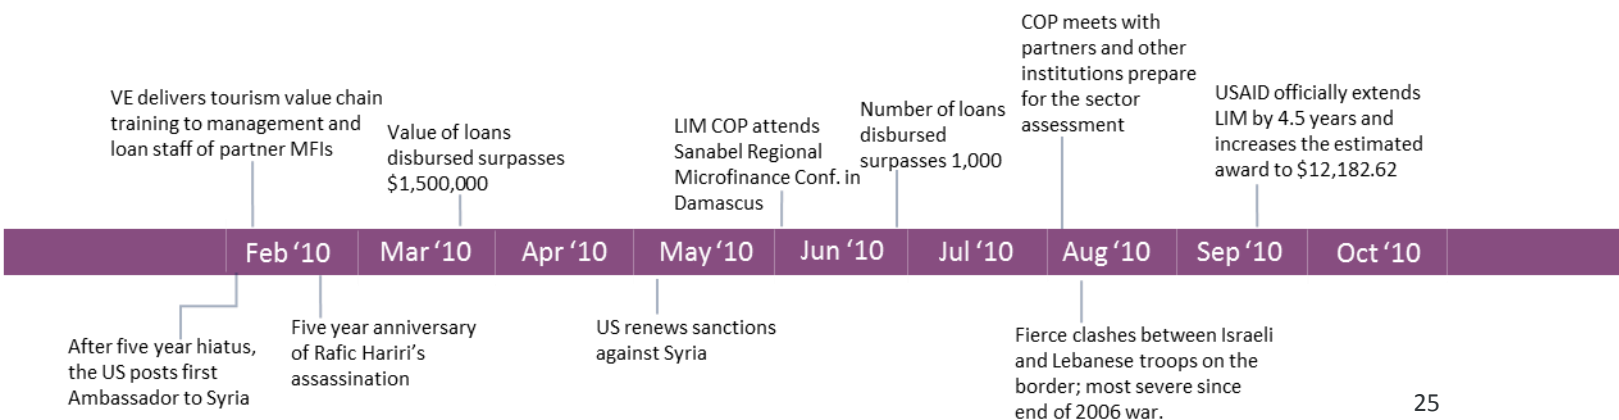 COP meets with
partners and other
institutions prepare
for the sector
assessment
VE delivers tourism value chain
training to management and
loan staff of partner MFIs
Value of loans
disbursed surpasses
$1,500,000
LIM COP attends
Sanabel Regional
Microfinance Conf. in
Damascus
Number of loans
disbursed
surpasses 1,000
USAID officially extends
LIM by 4.5 years and
increases the estimated
award to $12,182.62
Feb ‘10
Mar ‘10
Apr ‘10
May ‘10
Jun ‘10
Jul ‘10
Aug ‘10
Sep ‘10
Oct ‘10
After five year hiatus,
the US posts first
Ambassador to Syria
Five year anniversary
of Rafic Hariri’s
assassination
US renews sanctions
against Syria
Fierce clashes between Israeli
and Lebanese troops on the
border; most severe since
end of 2006 war.
25